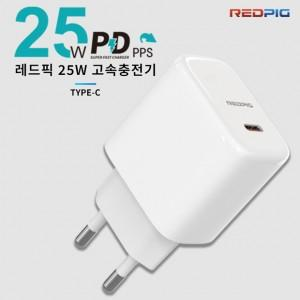 REDPIG
25W PD PPS
SUPER FAST CHARGER
레드픽 25W 고속충전기
TYPE-C
REDPIG